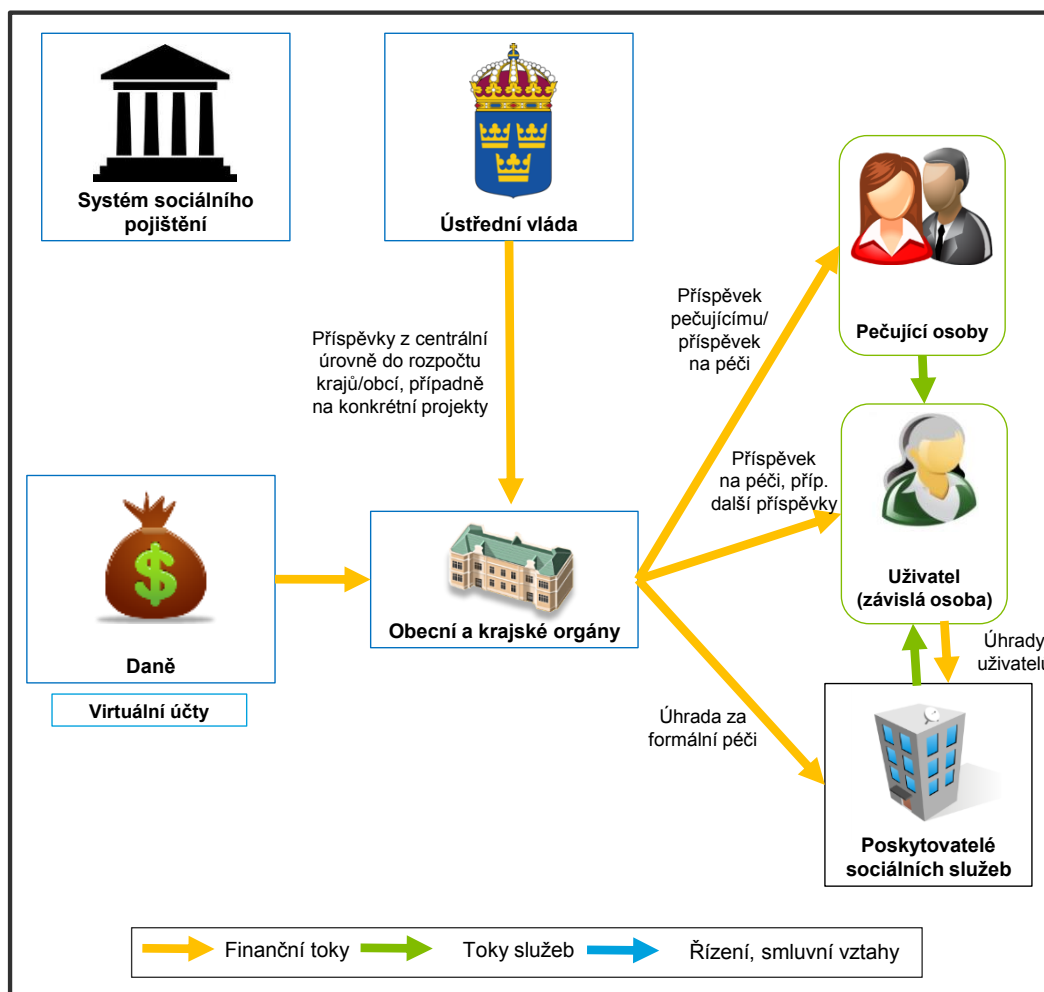 Systém sociálního
pojištění
Ústřední vláda
Příspěvky z centrální
úrovně do rozpočtu
krajů/obcí, případně
na konkrétní projekty
Příspěvek
pečujícímu/
příspěvek
na péči
Pečující osoby
Příspěvek
na péči, příp.
další příspěvky
Uživatel
(závislá osoba)
Daně
Virtuální účty
Obecní a krajské orgány
Úhrady
uživatelů
Úhrada za
formální péči
Poskytovatelé
sociálních služeb
Finanční toky
Toky služeb
Řízení, smluvní vztahy